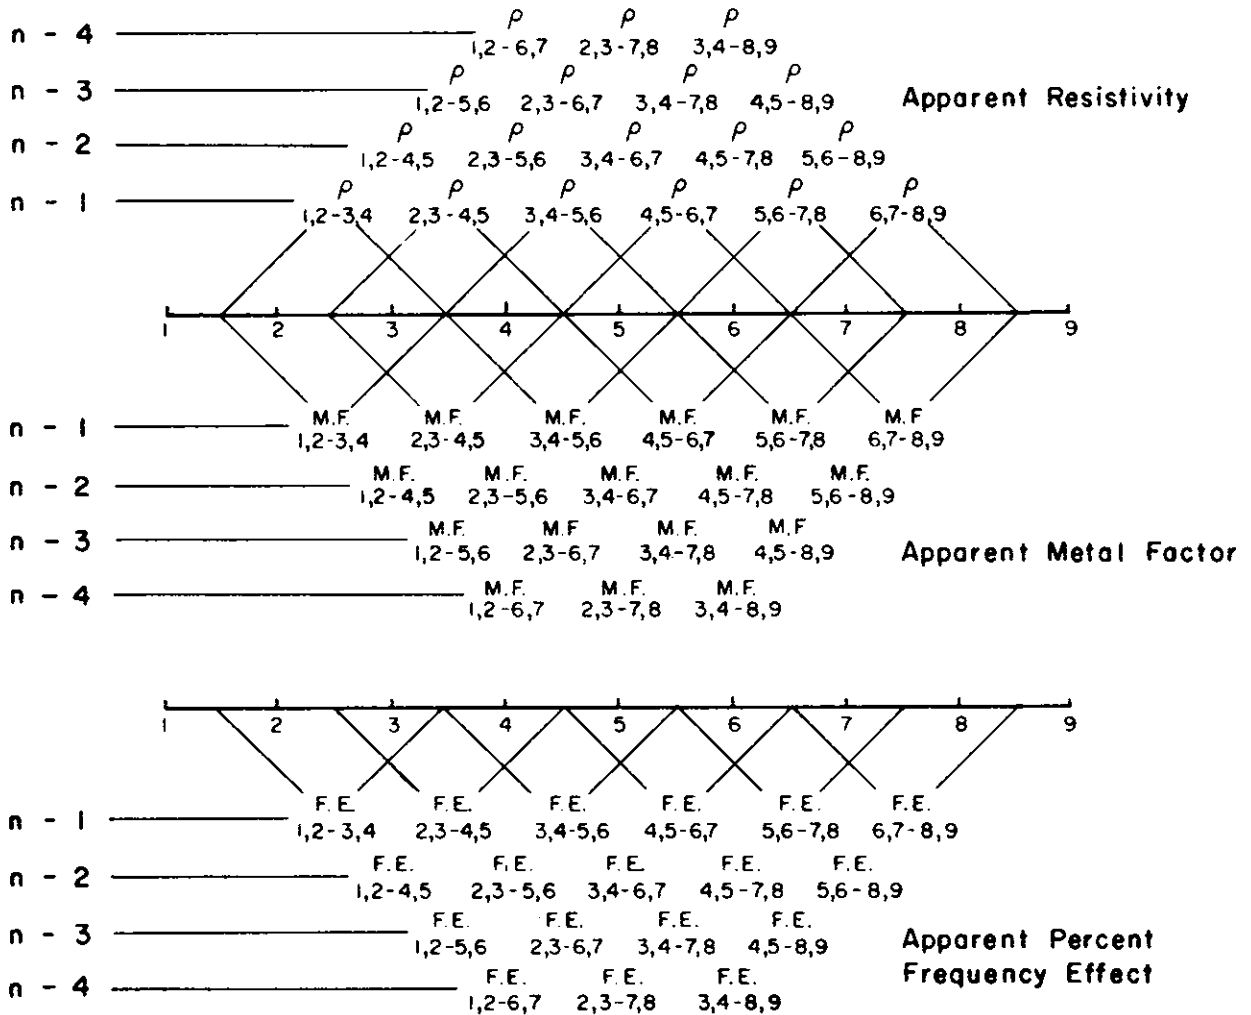 ρ ρ ρ
n - 4 1,2-6,7 2,3-7,8 3,4-8,9
ρ ρ ρ ρ
n - 3 1,2-5,6 2,3-6,7 3,4-7,8 4,5-8,9 Apparent Resistivity
ρ ρ ρ ρ ρ
n - 2 1,2-4,5 2,3-5,6 3,4-6,7 4,5-7,8 5,6-8,9
ρ ρ ρ ρ ρ ρ
n - 1 1,2-3,4 2,3-4,5 3,4-5,6 4,5-6,7 5,6-7,8 6,7-8,9
1 2 3 4 5 6 7 8 9
M.F. M.F. M.F. M.F. M.F. M.F
n - 1 1,2-3,4 2,3-4,5 3,4-5,6 4,5-6,7 5,6-7,8 6,7-8,9
M.F. M.F. M.F. M.F. M.F.
n - 2 1,2-4,5 2,3-5,6 3,4-6,7 4,5-7,8 5,6-8,9
M.F. M.F M.F. M.F
n - 3 1,2-5,6 2,3-6,7 3,4-7,8 4,5-8,9 Apparent Metal Factor
M.F. M.F. M.F.
n - 4 1,2-6,7 2,3-7,8 3,4-8,9
1 2 3 4 5 6 7 8 9
F.E. F.E. F.E. F.E. F.E. F.E.
n - 1 1,2-3,4 2,3-4,5 3,4-5,6 4,5-6,7 5,6-7,8 6,7-8,9
F.E. F.E. F.E. F.E. F.E.
n - 2 1,2-4,5 2,3-5,6 3,4-6,7 4,5-7,8 5,6-8,9
F.E. F.E. F.E. F.E.
n - 3 1,2-5,6 2,3-6,7 3,4-7,8 4,5-8,9 Apparent Percent
Frequency Effect
F.E. F.E. F.E.
n - 4 1,2-6,7 2,3-7,8 3,4-8,9